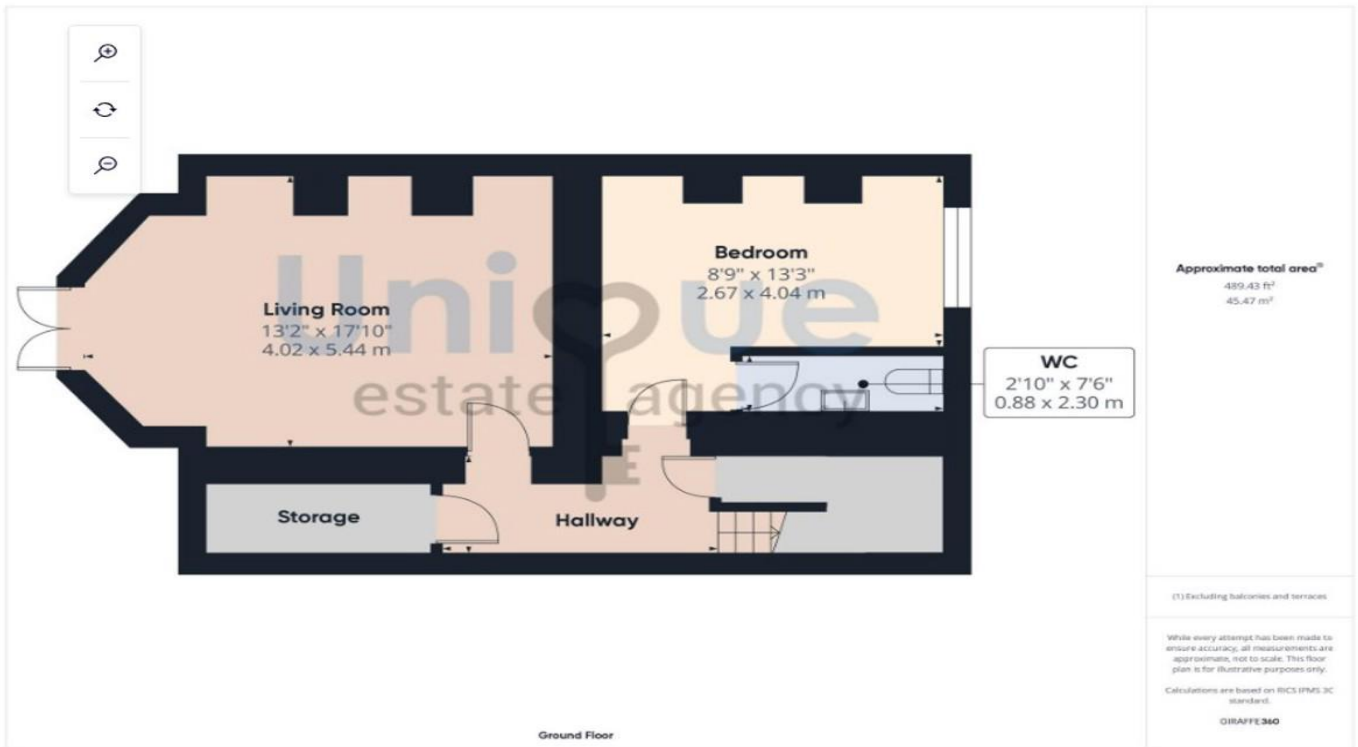 Unique
estate agency
Living Room
13'2" x 17'10"
4.02 x 5.44 m
Bedroom
8'9" x 13'3"
2.67 x 4.04 m
WC
2'10" x 7'6"
0.88 x 2.30 m
Storage
Hallway
E
Ground Floor
Approximate total area⁽¹⁾
489.43 ft²
45.47 m²
(1) Excluding balconies and terraces
While every attempt has been made to
ensure accuracy, all measurements are
approximate, not to scale. This floor
plan is for illustrative purposes only.
Calculations are based on RICS IPMS 3C
standard.
GIRAFFE360